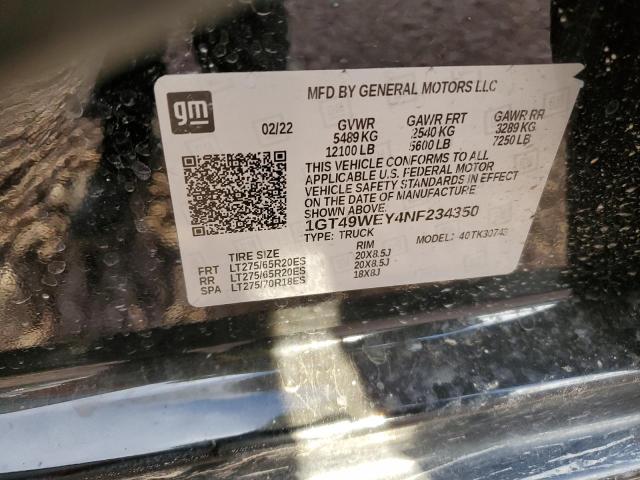 gm
MFD BY GENERAL MOTORS LLC
02/22
GVWR GAWR FRT GAWR RR
5489 KG 2540 KG 3289 KG
12100 LB 5600 LB 7250 LB
THIS VEHICLE CONFORMS TO ALL
APPLICABLE U.S. FEDERAL MOTOR
VEHICLE SAFETY STANDARDS IN EFFECT
ON THE DATE OF MANUFACTURE
SHOWN ABOVE.
1GT49WEY4NF234350
TYPE: TRUCK MODEL: 40TK30743
TIRE SIZE RIM
FRT LT275/65R20ES 20X8.5J
RR LT275/65R20ES 20X8.5J
SPA LT275/70R18ES 18X8J